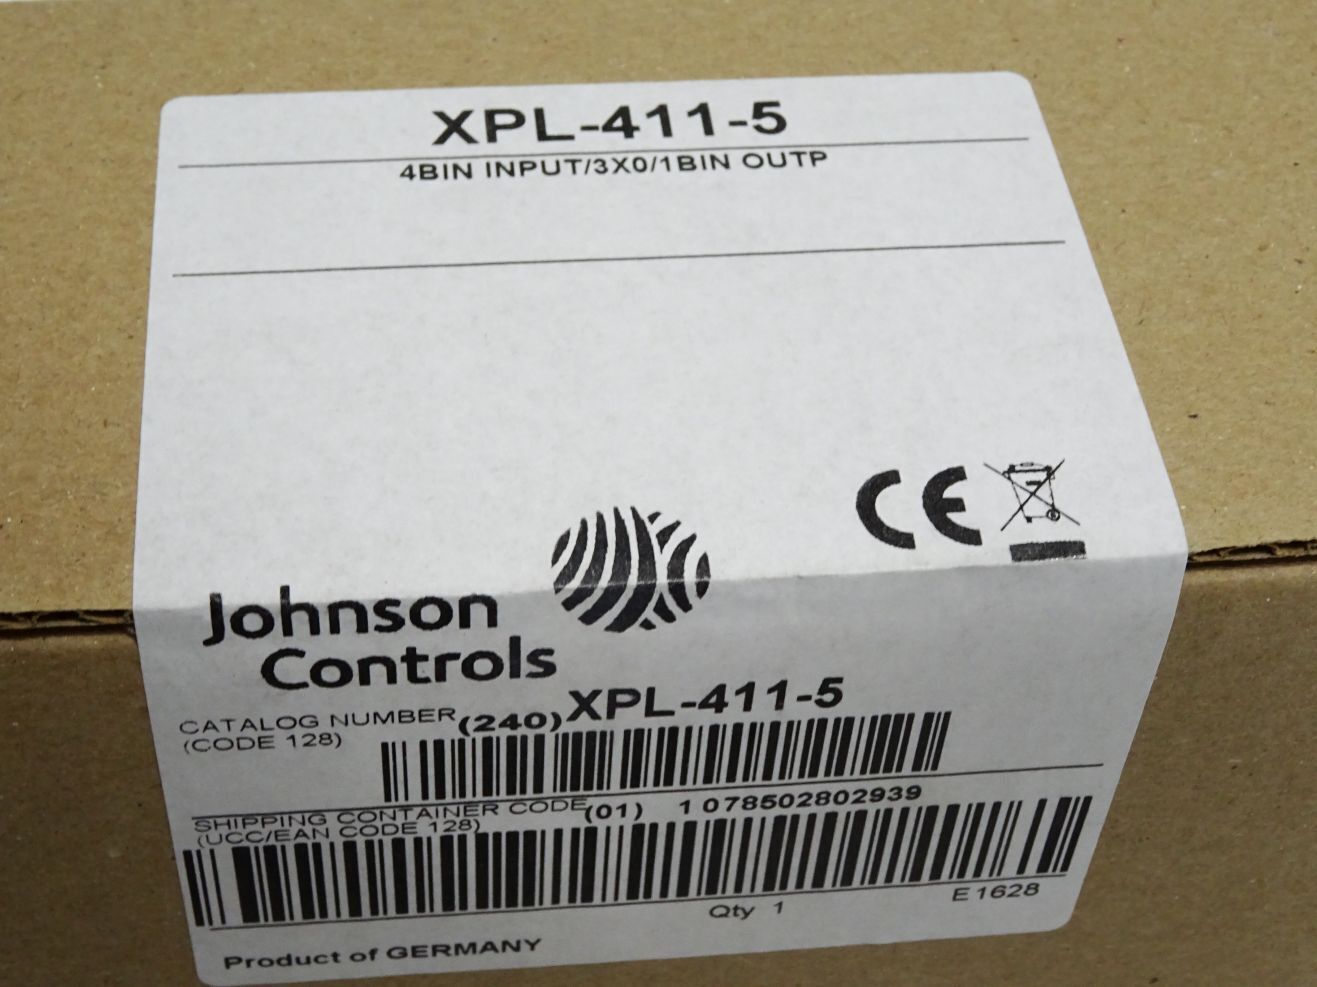 XPL-411-5
4BIN INPUT/3X0/1BIN OUTP
CE
Johnson
Controls
CATALOG NUMBER (240) XPL-411-5
(CODE 128)
SHIPPING CONTAINER CODE (01) 1 078502802939
(UCC/EAN CODE 128)
Qty 1
E1628
Product of GERMANY